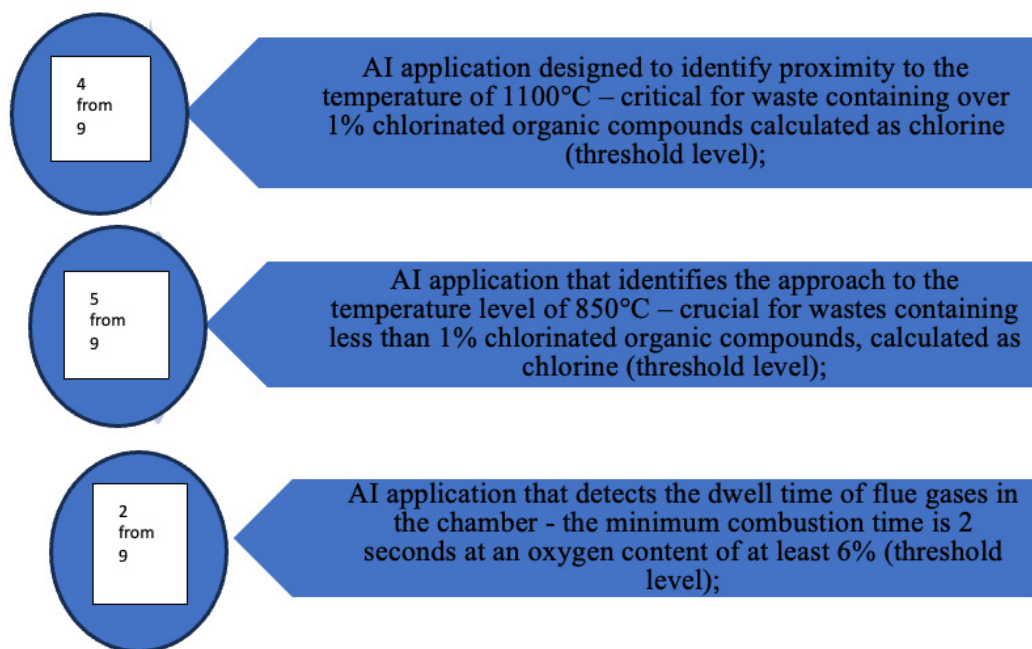 4
from
9
AI application designed to identify proximity to the
temperature of 1100°C – critical for waste containing over
1% chlorinated organic compounds calculated as chlorine
(threshold level);
5
from
9
AI application that identifies the approach to the
temperature level of 850°C – crucial for wastes containing
less than 1% chlorinated organic compounds, calculated as
chlorine (threshold level);
2
from
9
AI application that detects the dwell time of flue gases in
the chamber - the minimum combustion time is 2
seconds at an oxygen content of at least 6% (threshold
level);